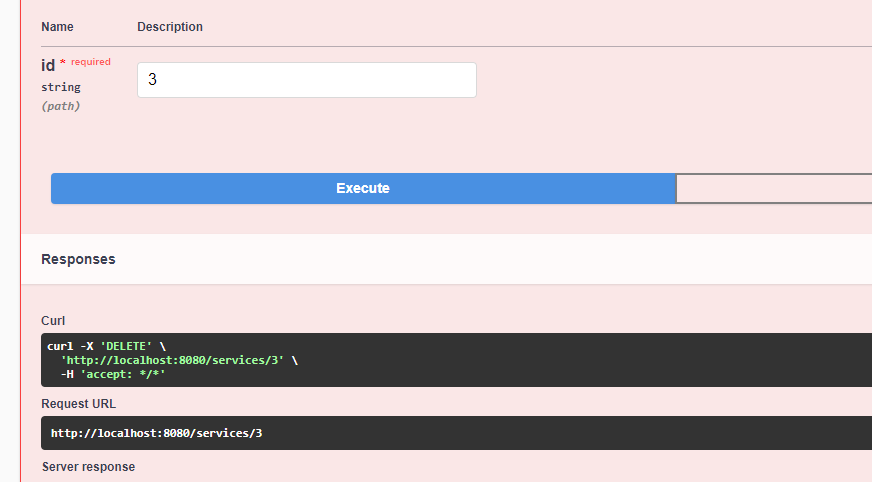 Name Description
id * required
3
string
(path)
Execute
Responses
Curl
curl -X 'DELETE' \
'http://localhost:8080/services/3' \
-H 'accept: */*'
Request URL
http://localhost:8080/services/3
Server response